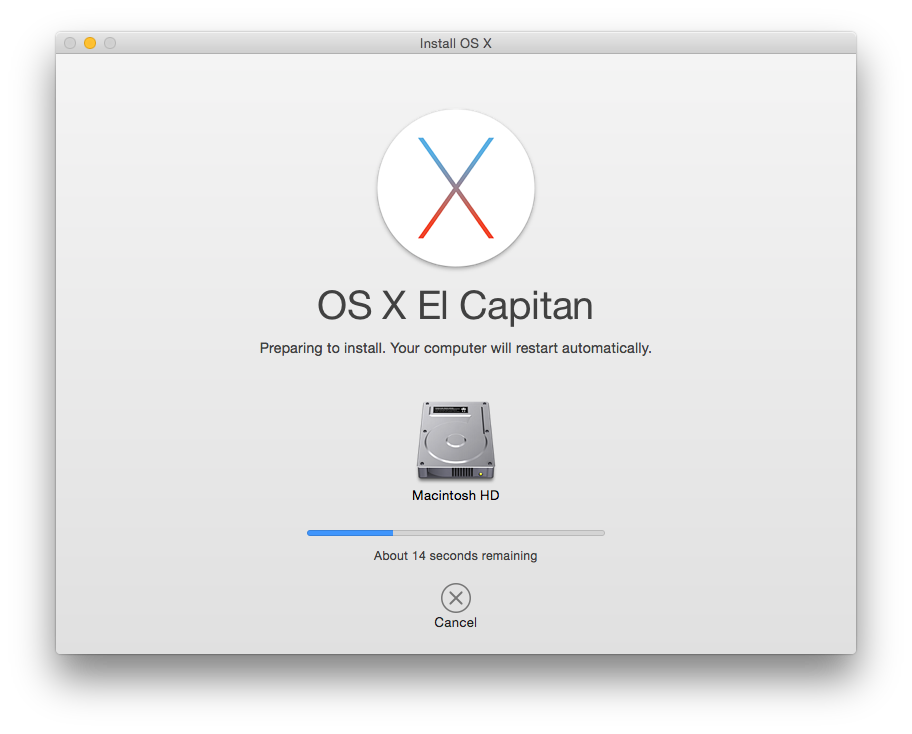 Install OS X
OS X El Capitan
Preparing to install. Your computer will restart automatically.
Macintosh HD
About 14 seconds remaining
Cancel